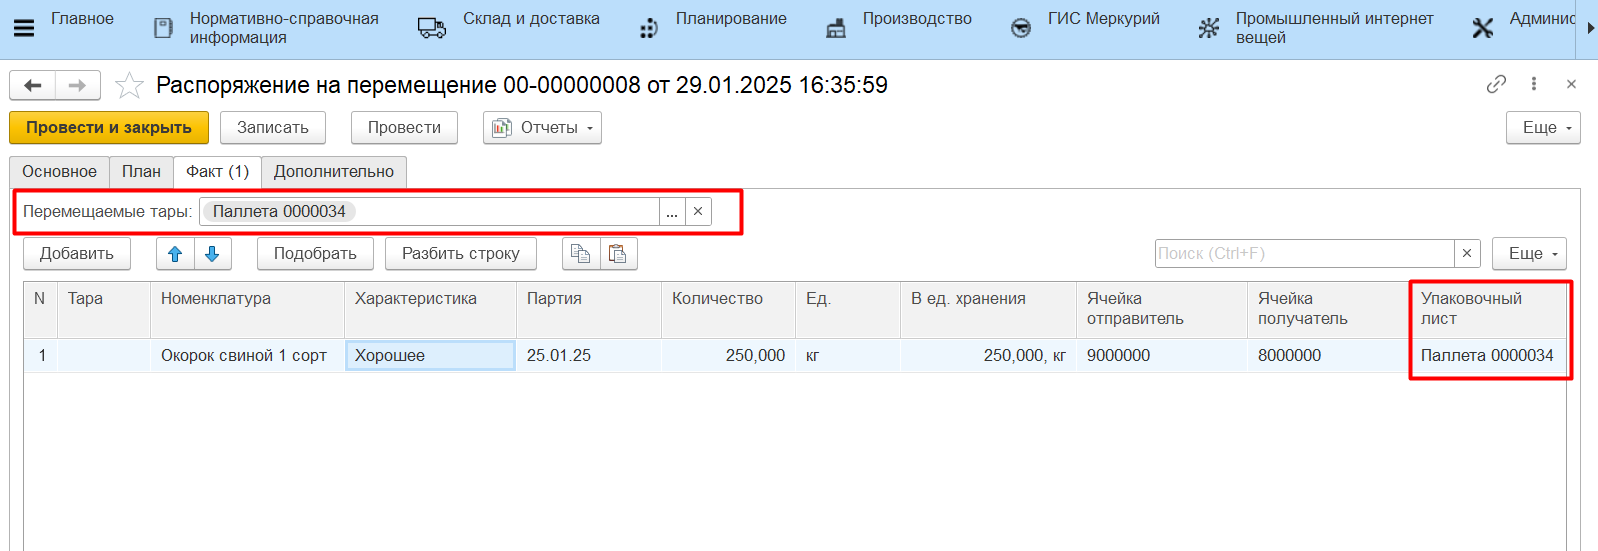 Главное
Нормативно-справочная
информация
Склад и доставка
Планирование
Производство
ГИС Меркурий
Промышленный интернет
вещей
Админис
Распоряжение на перемещение 00-00000008 от 29.01.2025 16:35:59
Провести и закрыть
Записать
Провести
Отчеты
Еще
Основное
План
Факт (1)
Дополнительно
Перемещаемые тары: Паллета 0000034 ...
Добавить
Подобрать
Разбить строку
Поиск (Ctrl+F)
Еще
N Тара Номенклатура Характеристика Партия Количество Ед. В ед. хранения Ячейка отправитель Ячейка получатель Упаковочный лист
1 Окорок свиной 1 сорт Хорошее 25.01.25 250,000 кг 250,000, кг 9000000 8000000 Паллета 0000034